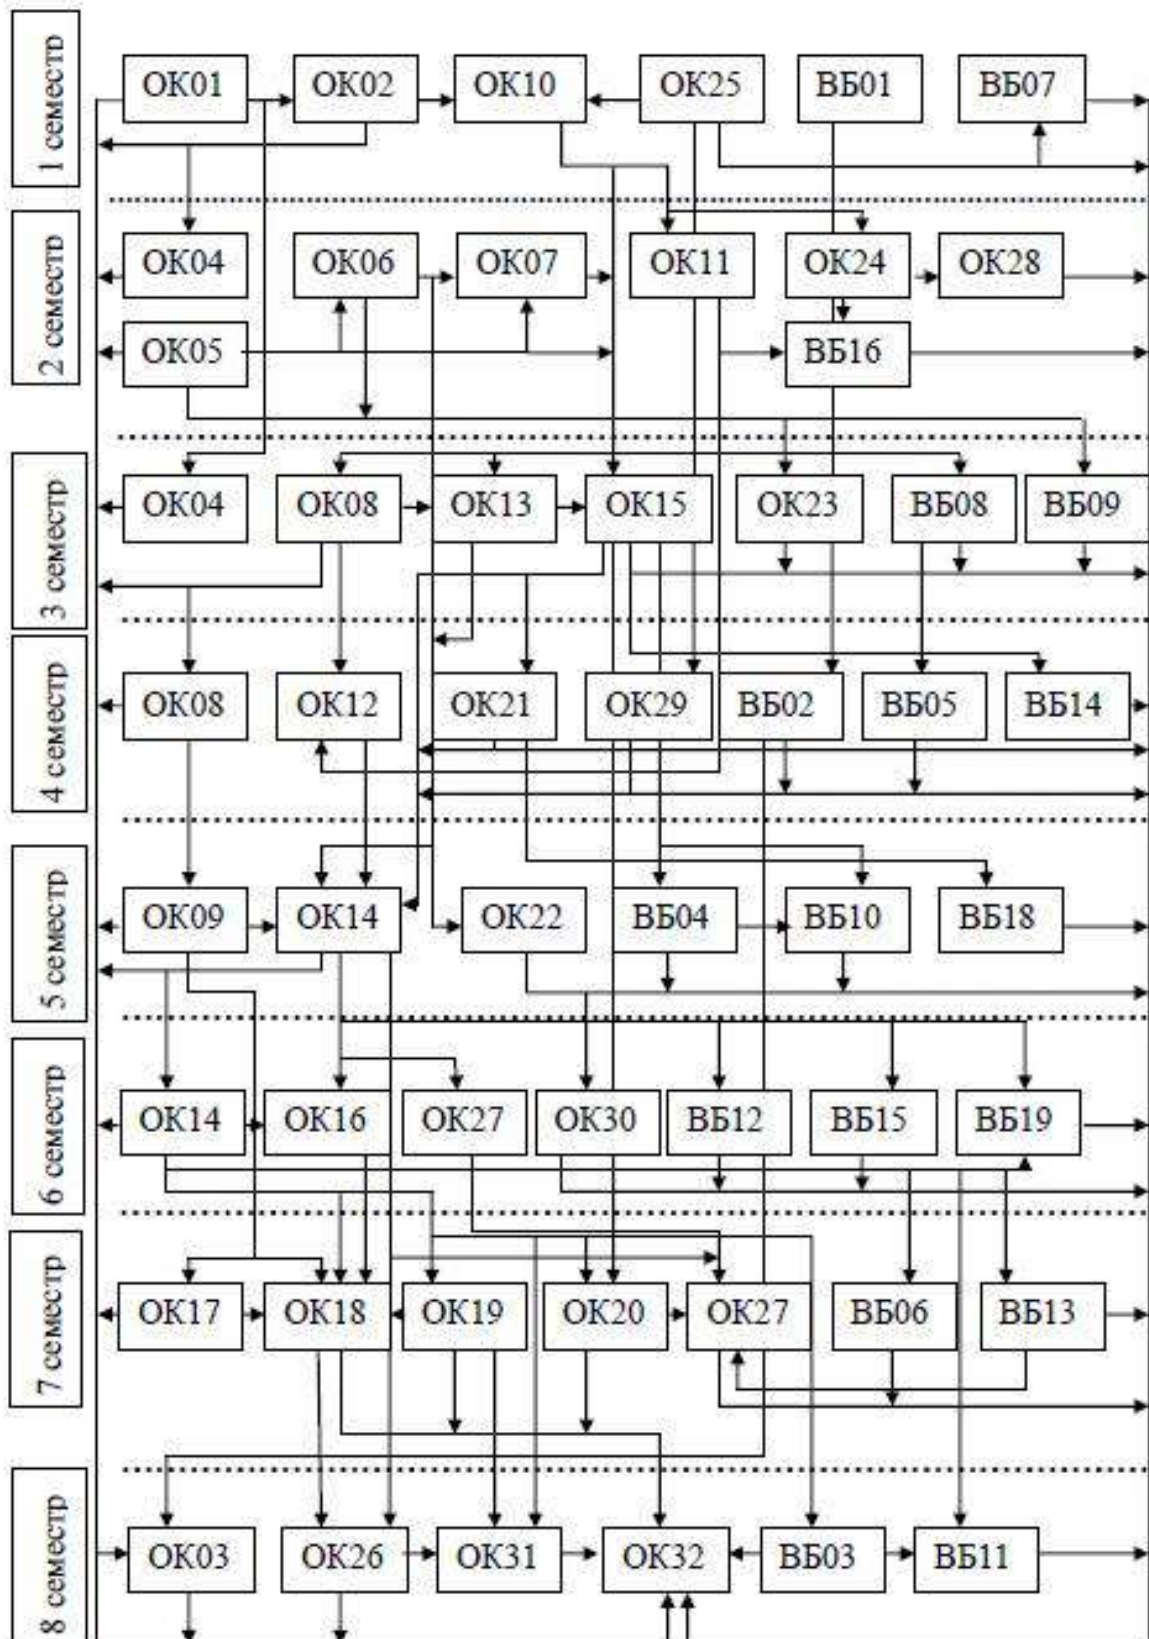 1 семестр
ОК01 ОК02 ОК10 ОК25 ВБ01 ВБ07
2 семестр
ОК04 ОК06 ОК07 ОК11 ОК24 ОК28
ОК05 ВБ16
3 семестр
ОК04 ОК08 ОК13 ОК15 ОК23 ВБ08 ВБ09
4 семестр
ОК08 ОК12 ОК21 ОК29 ВБ02 ВБ05 ВБ14
5 семестр
ОК09 ОК14 ОК22 ВБ04 ВБ10 ВБ18
6 семестр
ОК14 ОК16 ОК27 ОК30 ВБ12 ВБ15 ВБ19
7 семестр
ОК17 ОК18 ОК19 ОК20 ОК27 ВБ06 ВБ13
8 семестр
ОК03 ОК26 ОК31 ОК32 ВБ03 ВБ11